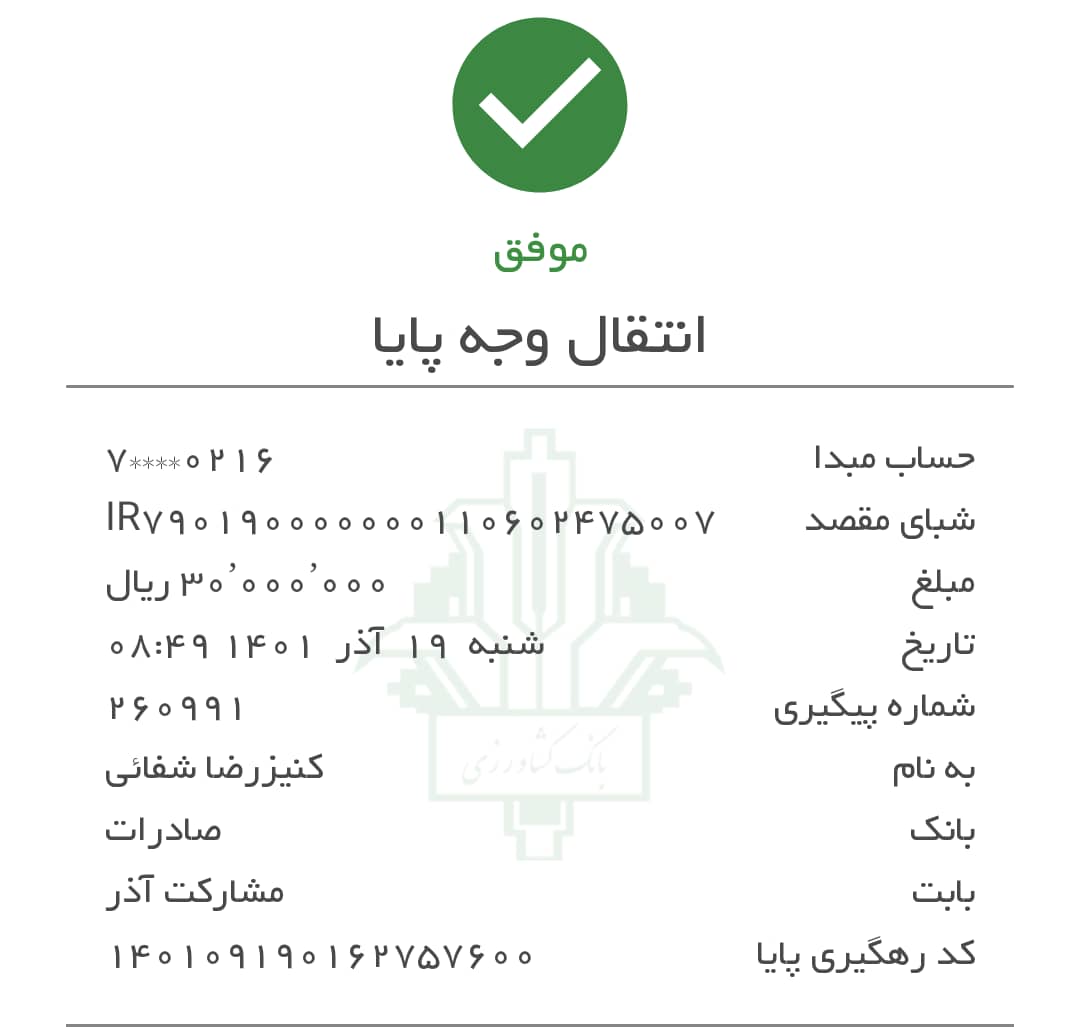 موفق
انتقال وجه پایا
حساب مبدا ۷****۰۲۱۶
شبای مقصد IR۷۹۰۱۹۰۰۰۰۰۰۰۱۱۰۶۰۲۴۷۵۰۰۷
مبلغ ۳۰٬۰۰۰٬۰۰۰ ریال
تاریخ شنبه ۱۹ آذر ۱۴۰۱ ۰۸:۴۹
شماره پیگیری ۲۶۰۹۹۱
بانک کشاورزی
به نام کنیزرضا شفائی
بانک صادرات
بابت مشارکت آذر
کد رهگیری پایا ۱۴۰۱۰۹۱۹۰۱۶۲۷۵۷۶۰۰